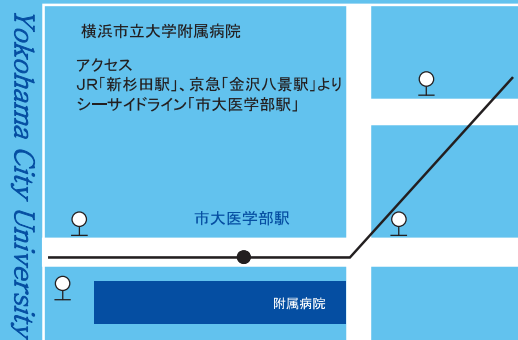 横浜市立大学附属病院
アクセス
JR「新杉田駅」、京急「金沢八景駅」より
シーサイドライン「市大医学部駅」
市大医学部駅
附属病院
Yokohama City University